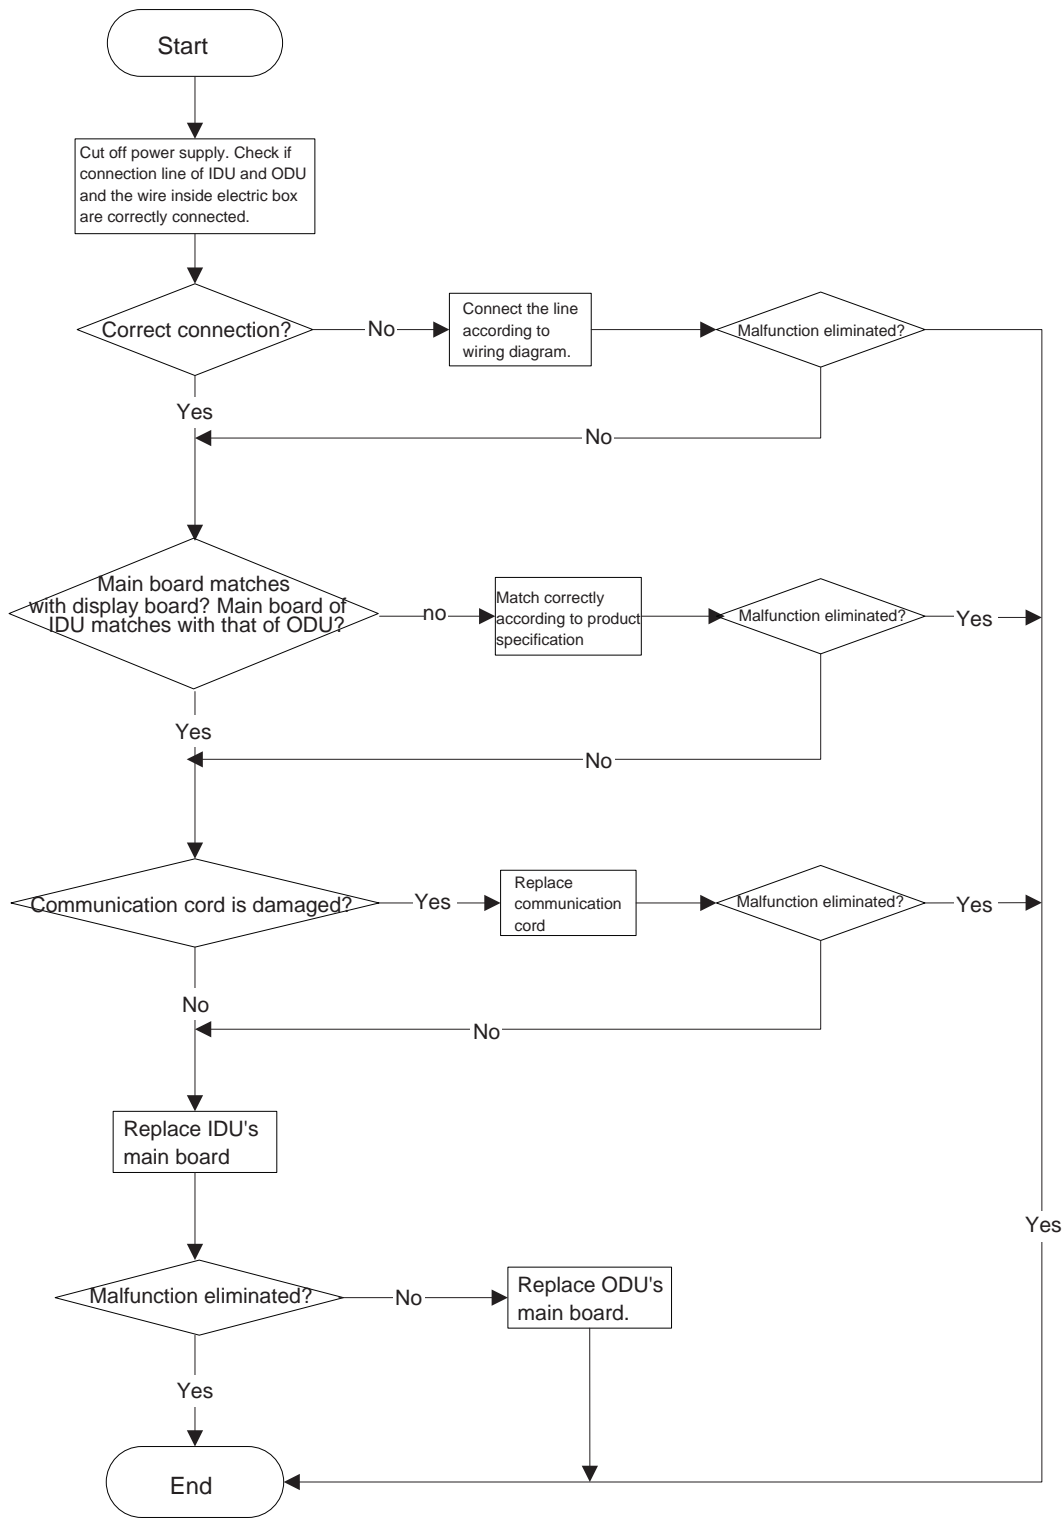 Start
Cut off power supply. Check if
connection line of IDU and ODU
and the wire inside electric box
are correctly connected.
Correct connection?
No
Connect the line
according to
wiring diagram.
Malfunction eliminated?
Yes
No
Main board matches
with display board? Main board of
IDU matches with that of ODU?
no
Match correctly
according to product
specification
Malfunction eliminated?
Yes
Yes
No
Communication cord is damaged?
Yes
Replace
communication
cord
Malfunction eliminated?
Yes
No
No
Replace IDU's
main board
Yes
Malfunction eliminated?
No
Replace ODU's
main board.
Yes
End